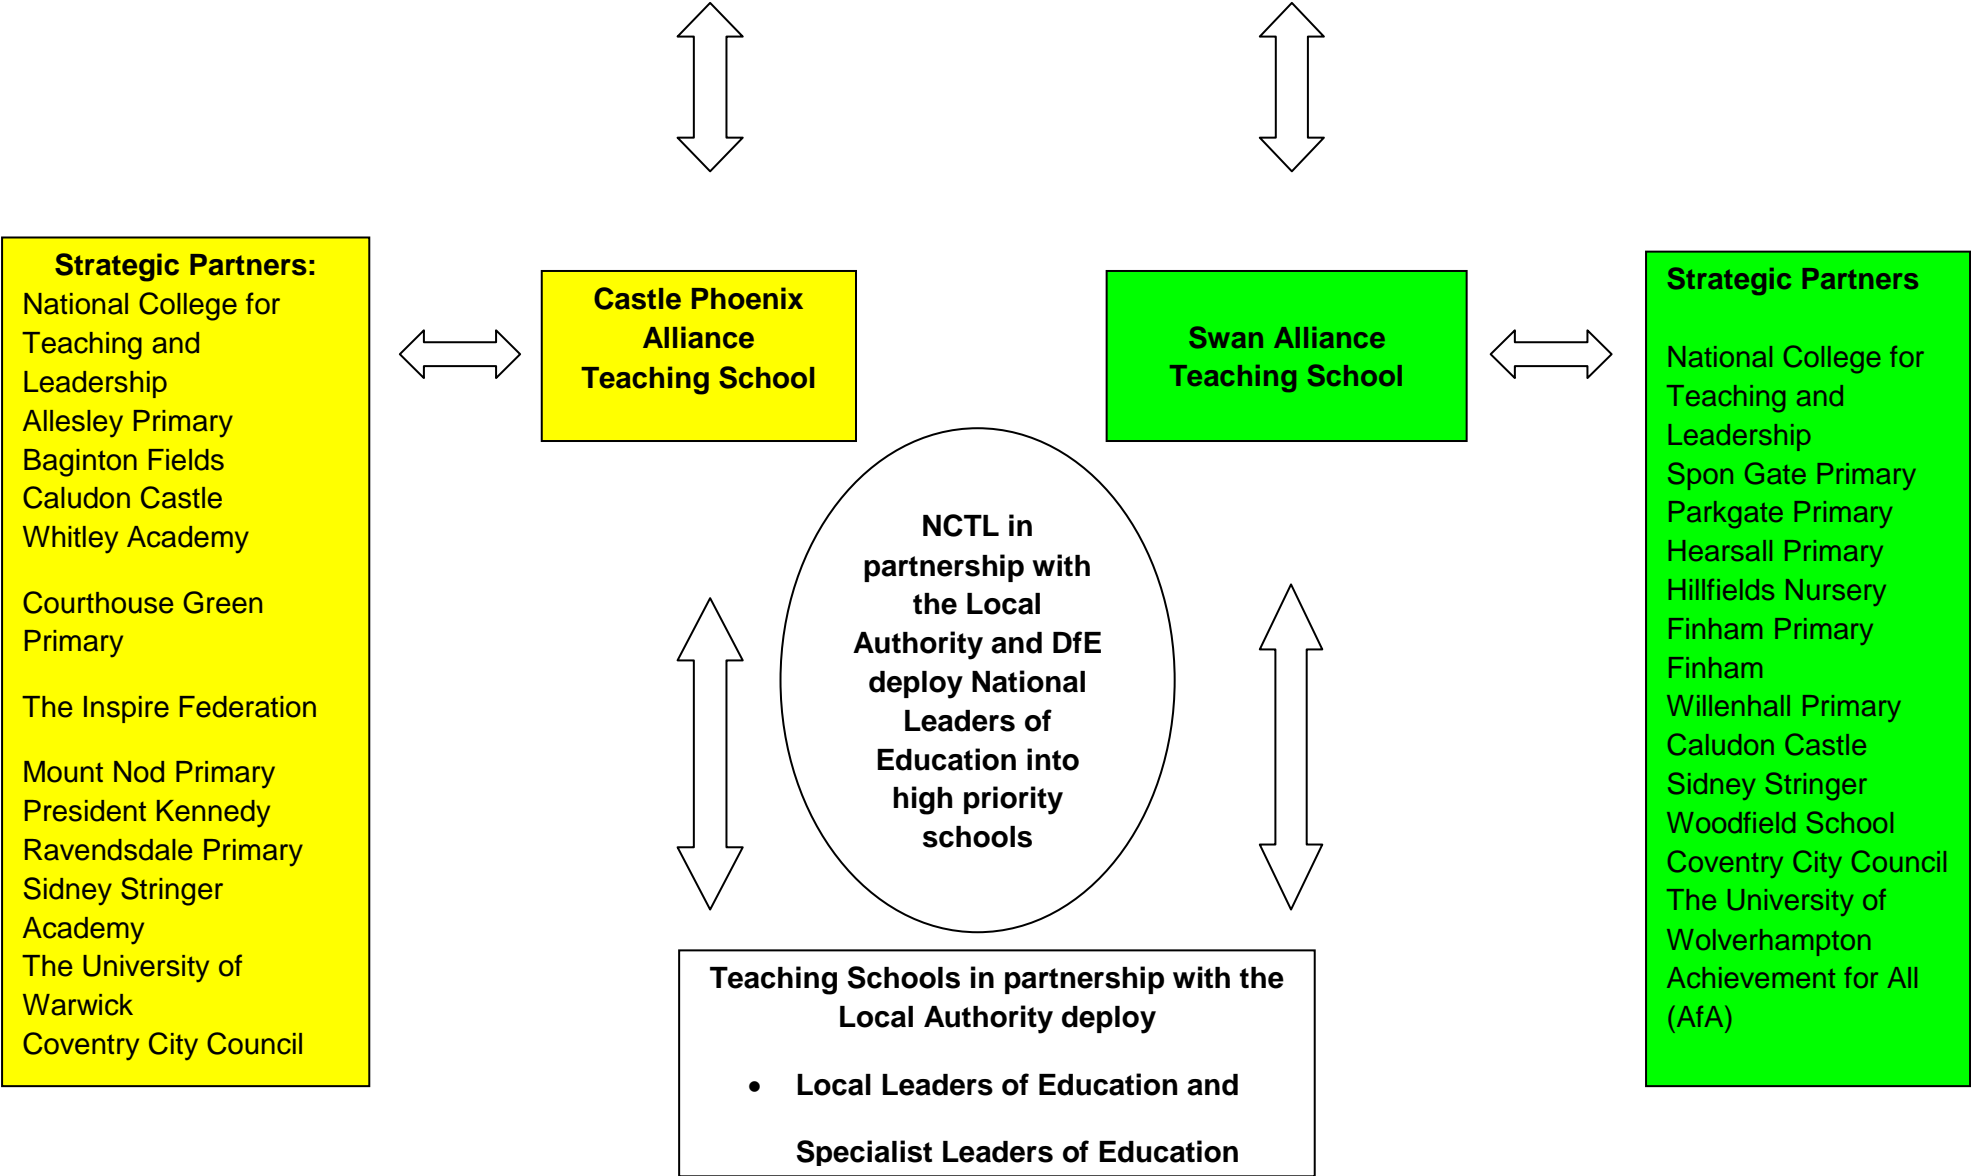 Strategic Partners:
National College for
Teaching and
Leadership
Allesley Primary
Baginton Fields
Caludon Castle
Whitley Academy
Courthouse Green
Primary
The Inspire Federation
Mount Nod Primary
President Kennedy
Ravendsdale Primary
Sidney Stringer
Academy
The University of
Warwick
Coventry City Council
Castle Phoenix
Alliance
Teaching School
Swan Alliance
Teaching School
Strategic Partners
National College for
Teaching and
Leadership
Spon Gate Primary
Parkgate Primary
Hearsall Primary
Hillfields Nursery
Finham Primary
Finham
Willenhall Primary
Caludon Castle
Sidney Stringer
Woodfield School
Coventry City Council
The University of
Wolverhampton
Achievement for All
(AfA)
NCTL in
partnership with
the Local
Authority and DfE
deploy National
Leaders of
Education into
high priority
schools
Teaching Schools in partnership with the
Local Authority deploy
• Local Leaders of Education and
Specialist Leaders of Education